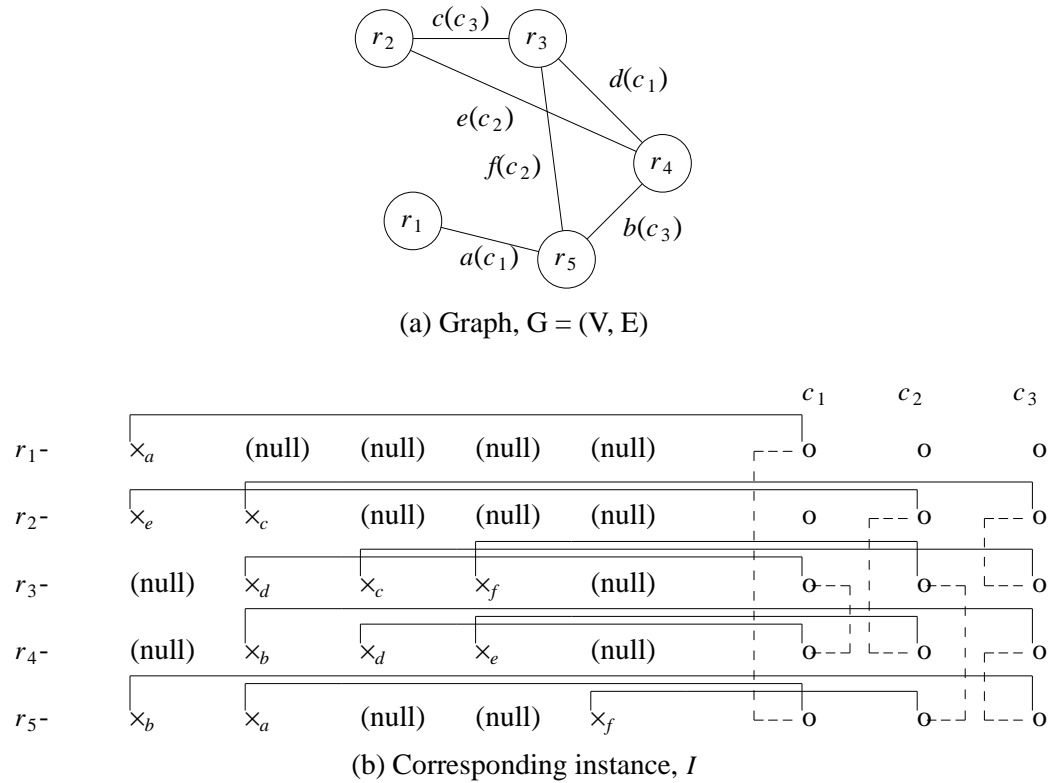 c(c3)
r2 r3
d(c1)
e(c2)
r4
f(c2)
r1
b(c3)
a(c1) r5
(a) Graph, G = (V, E)
c1 c2 c3
r1- ×a (null) (null) (null) (null) o o o
r2- ×e ×c (null) (null) (null) o o o
r3- (null) ×d ×c ×f (null) o o o
r4- (null) ×b ×d ×e (null) o o o
r5- ×b ×a (null) (null) ×f o o o
(b) Corresponding instance, I